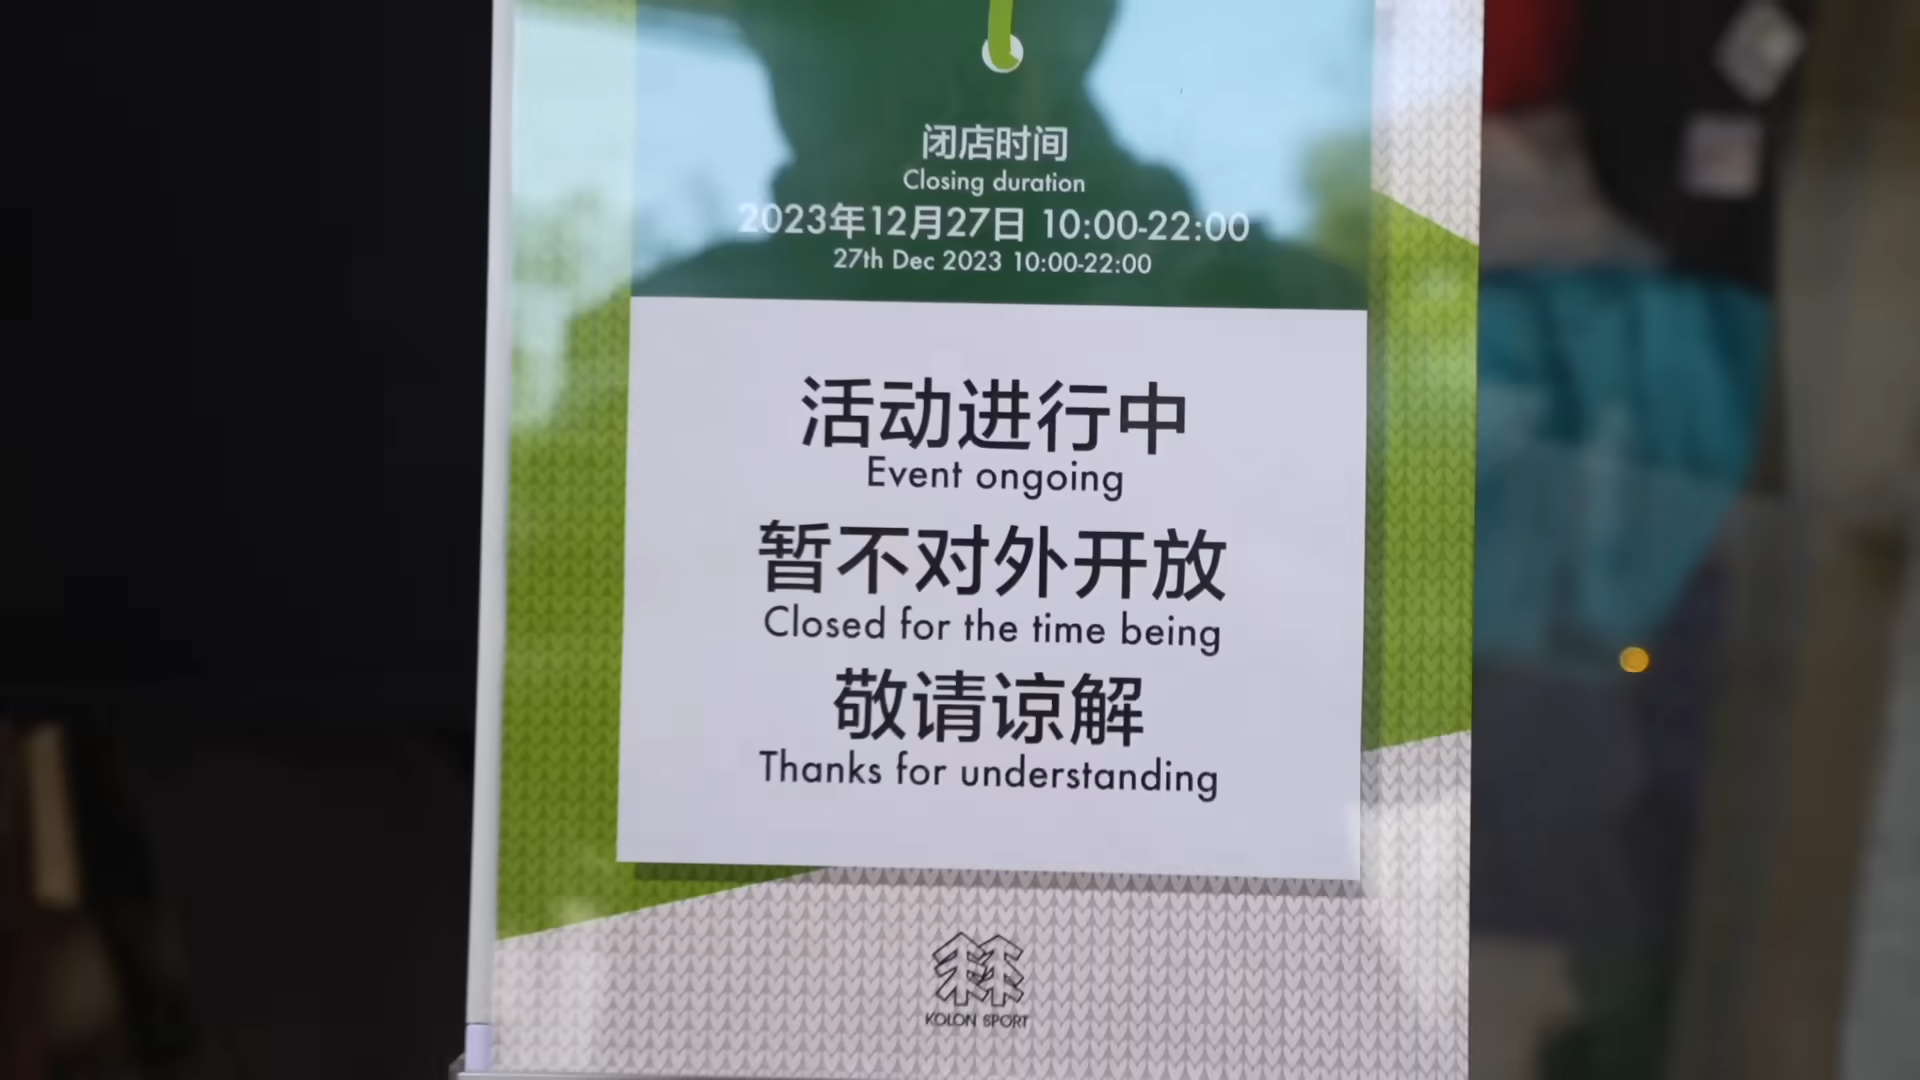 闭店时间
Closing duration
2023年12月27日 10:00-22:00
27th Dec 2023 10:00-22:00
活动进行中
Event ongoing
暂不对外开放
Closed for the time being
敬请谅解
Thanks for understanding
KOLON SPORT